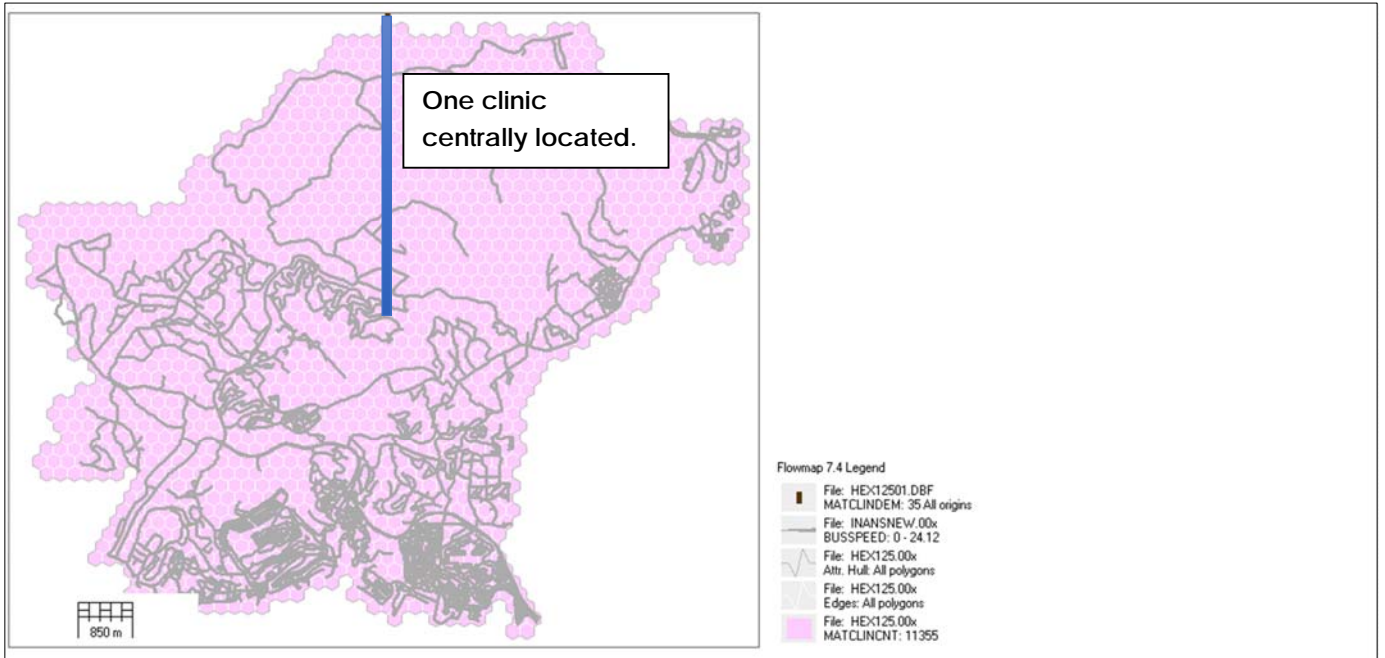 One clinic
centrally located.
850 m
Flowmap 7.4 Legend
File: HEX12501.DBF
MATCLINDEM: 35 All origins
File: INANSNEW.00x
BUSSPEED: 0 - 24.12
File: HEX125.00x
Attr. Hull: All polygons
File: HEX125.00x
Edges: All polygons
File: HEX125.00x
MATCLINCNT: 11355